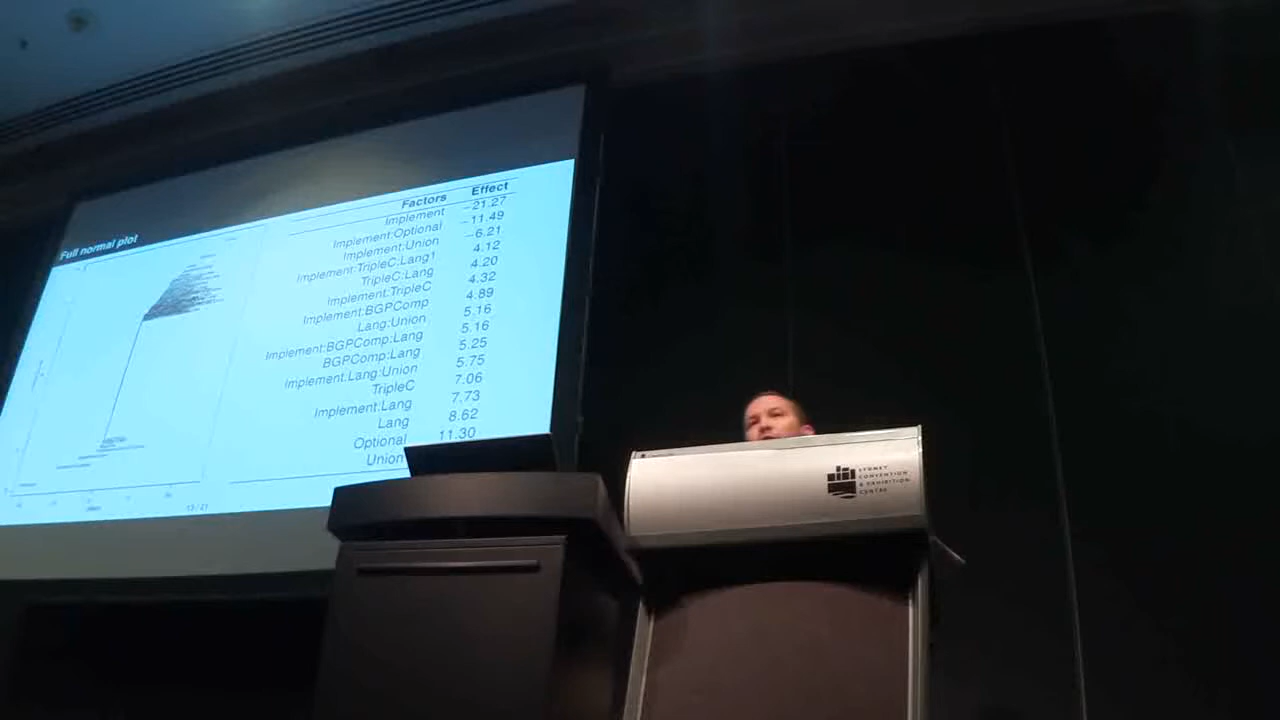 Full normal plot
Factors Effect
Implement −21.27
Implement:Optional −11.49
Implement:Union −6.21
Implement:TripleC:Lang1 4.12
TripleC:Lang 4.20
Implement:TripleC 4.32
Implement:BGPComp 4.89
Lang:Union 5.16
Implement:BGPComp:Lang 5.16
BGPComp:Lang 5.25
Implement:Lang:Union 5.75
TripleC 7.06
Implement:Lang 7.73
Lang 8.62
Optional 11.30
Union
13 / 21
SYDNEY
CONVENTION
& EXHIBITION
CENTRE